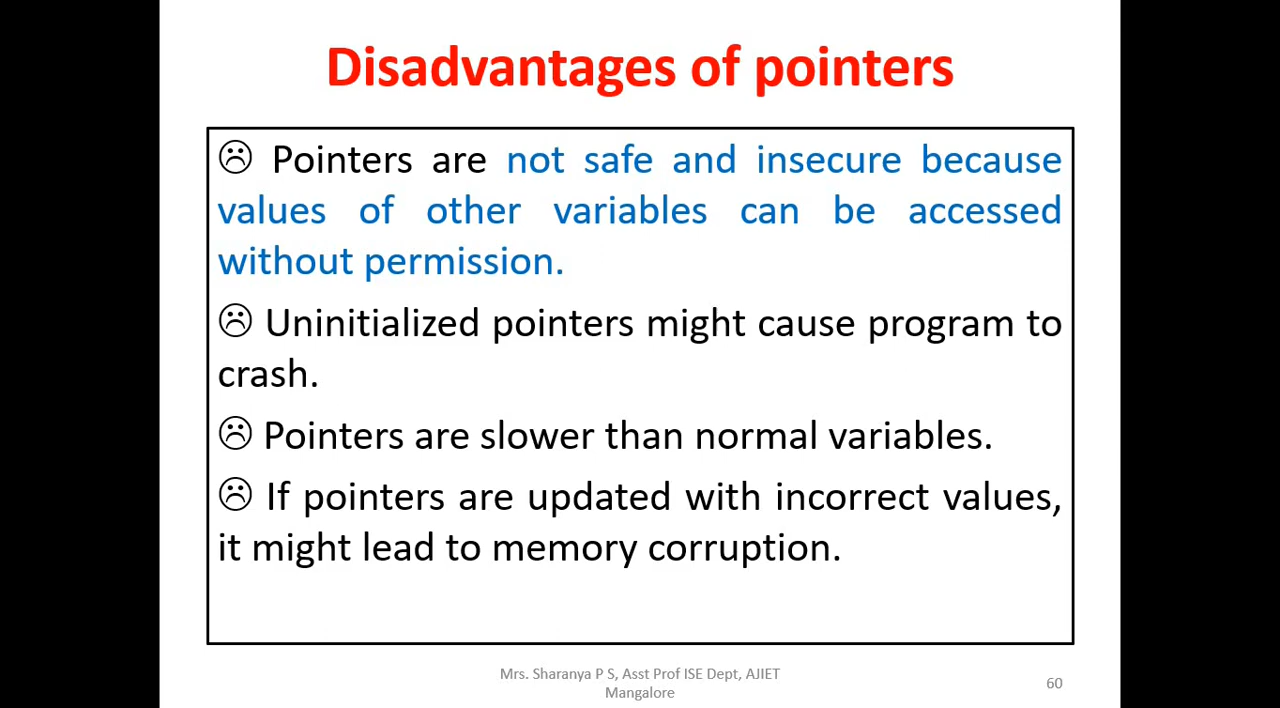 Disadvantages of pointers
☹ Pointers are not safe and insecure because
values of other variables can be accessed
without permission.
☹ Uninitialized pointers might cause program to
crash.
☹ Pointers are slower than normal variables.
☹ If pointers are updated with incorrect values,
it might lead to memory corruption.
Mrs. Sharanya P S, Asst Prof ISE Dept, AJIET
Mangalore
60